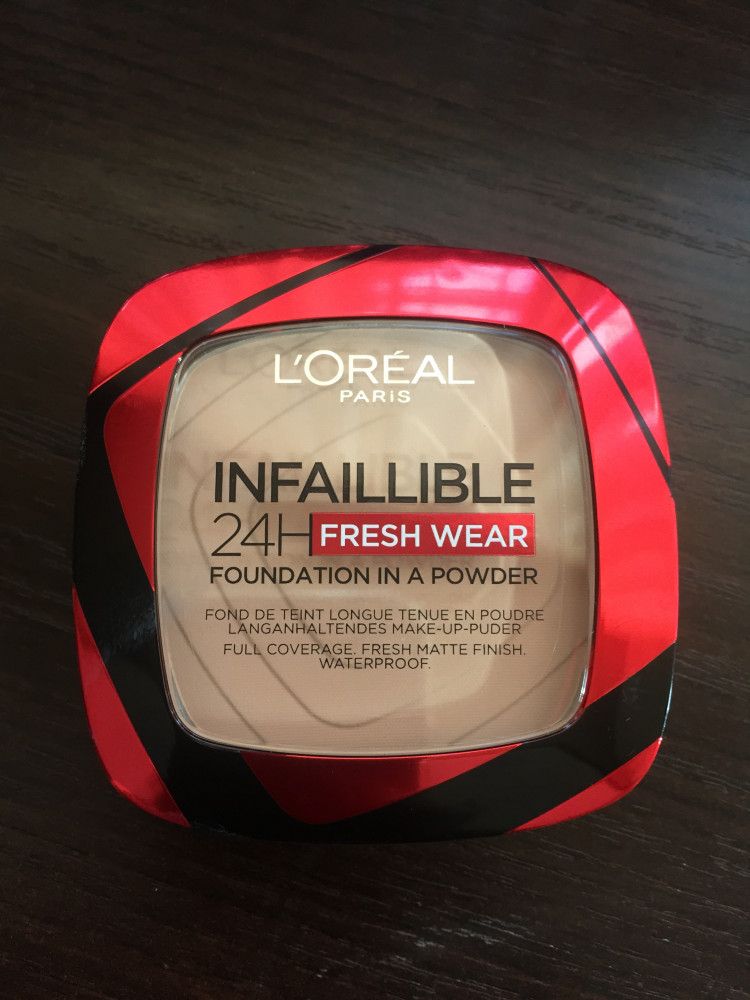 L'ORÉAL
PARIS
INFAILLIBLE
24H FRESH WEAR
FOUNDATION IN A POWDER
FOND DE TEINT LONGUE TENUE EN POUDRE
LANGANHALTENDES MAKE-UP-PUDER
FULL COVERAGE. FRESH MATTE FINISH.
WATERPROOF.